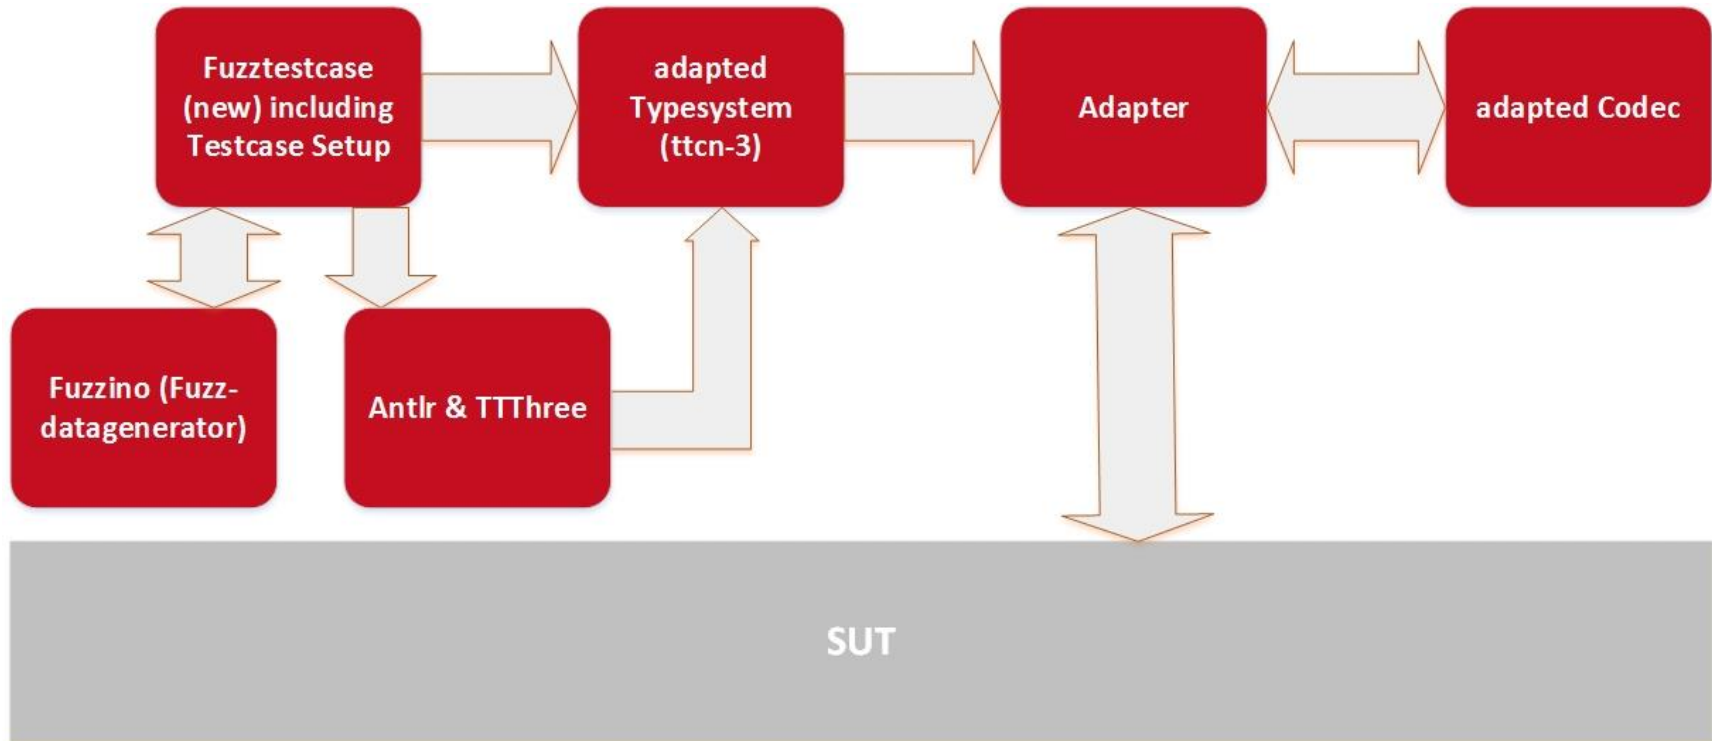 Fuzztestcase
(new) including
Testcase Setup
adapted
Typesystem
(ttcn-3)
Adapter
adapted Codec
Fuzzino (Fuzz-
datagenerator)
Antlr & TTThree
SUT